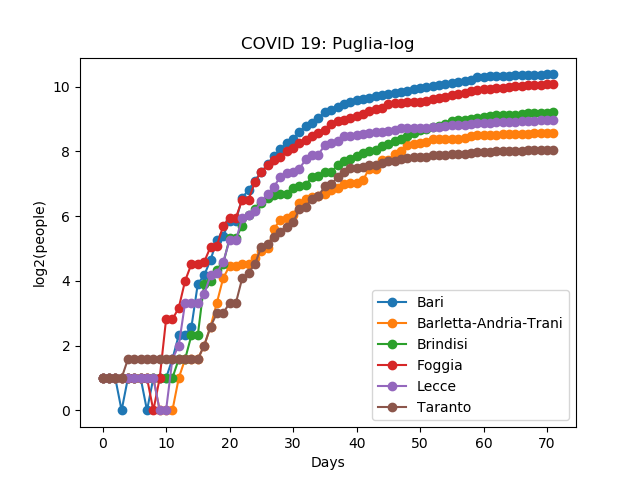 COVID 19: Puglia-log
log2(people)
10
8
6
4
2
0
Bari
Barletta-Andria-Trani
Brindisi
Foggia
Lecce
Taranto
0 10 20 30 40 50 60 70
Days